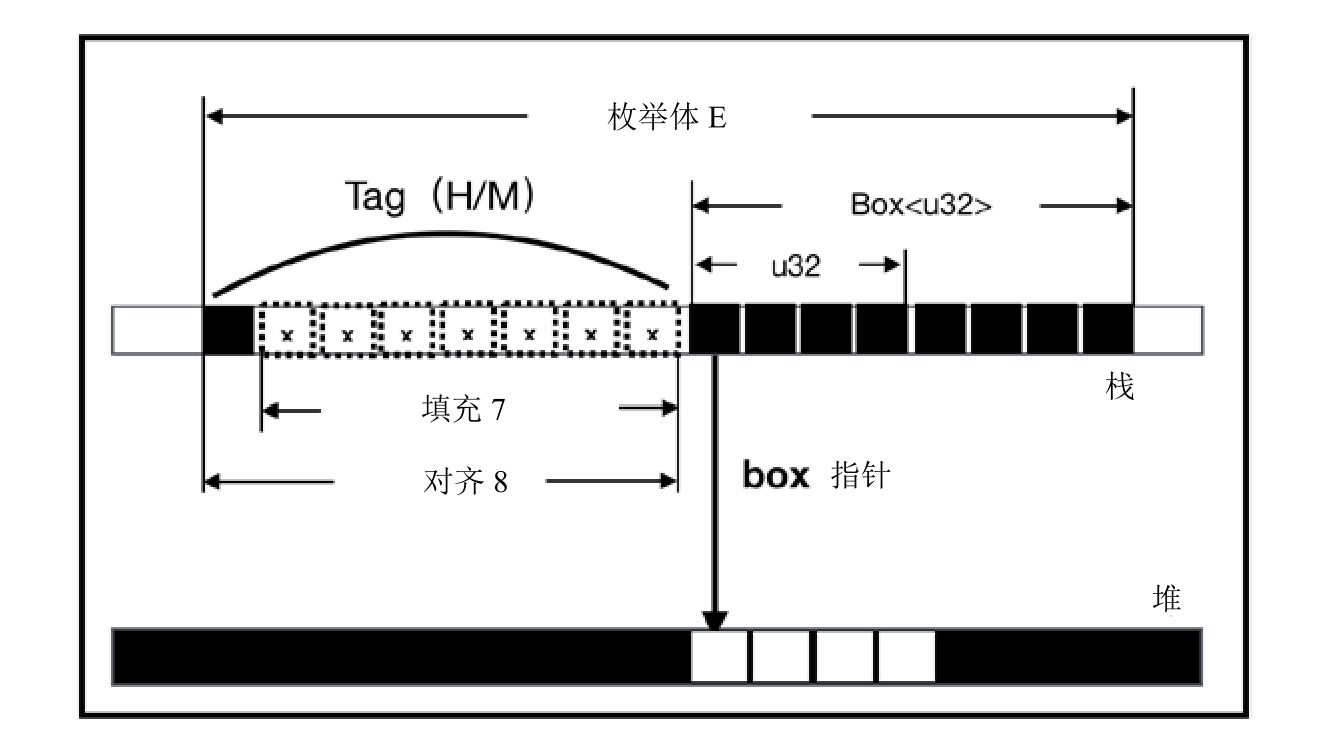 枚举体 E
Tag (H/M)
Box<u32>
u32
x x x x x x x
栈
填充 7
对齐 8
box 指针
堆